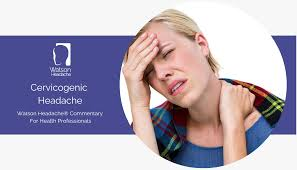 Watson
Headache
Cervicogenic
Headache
Watson Headache® Commentary
For Health Professionals